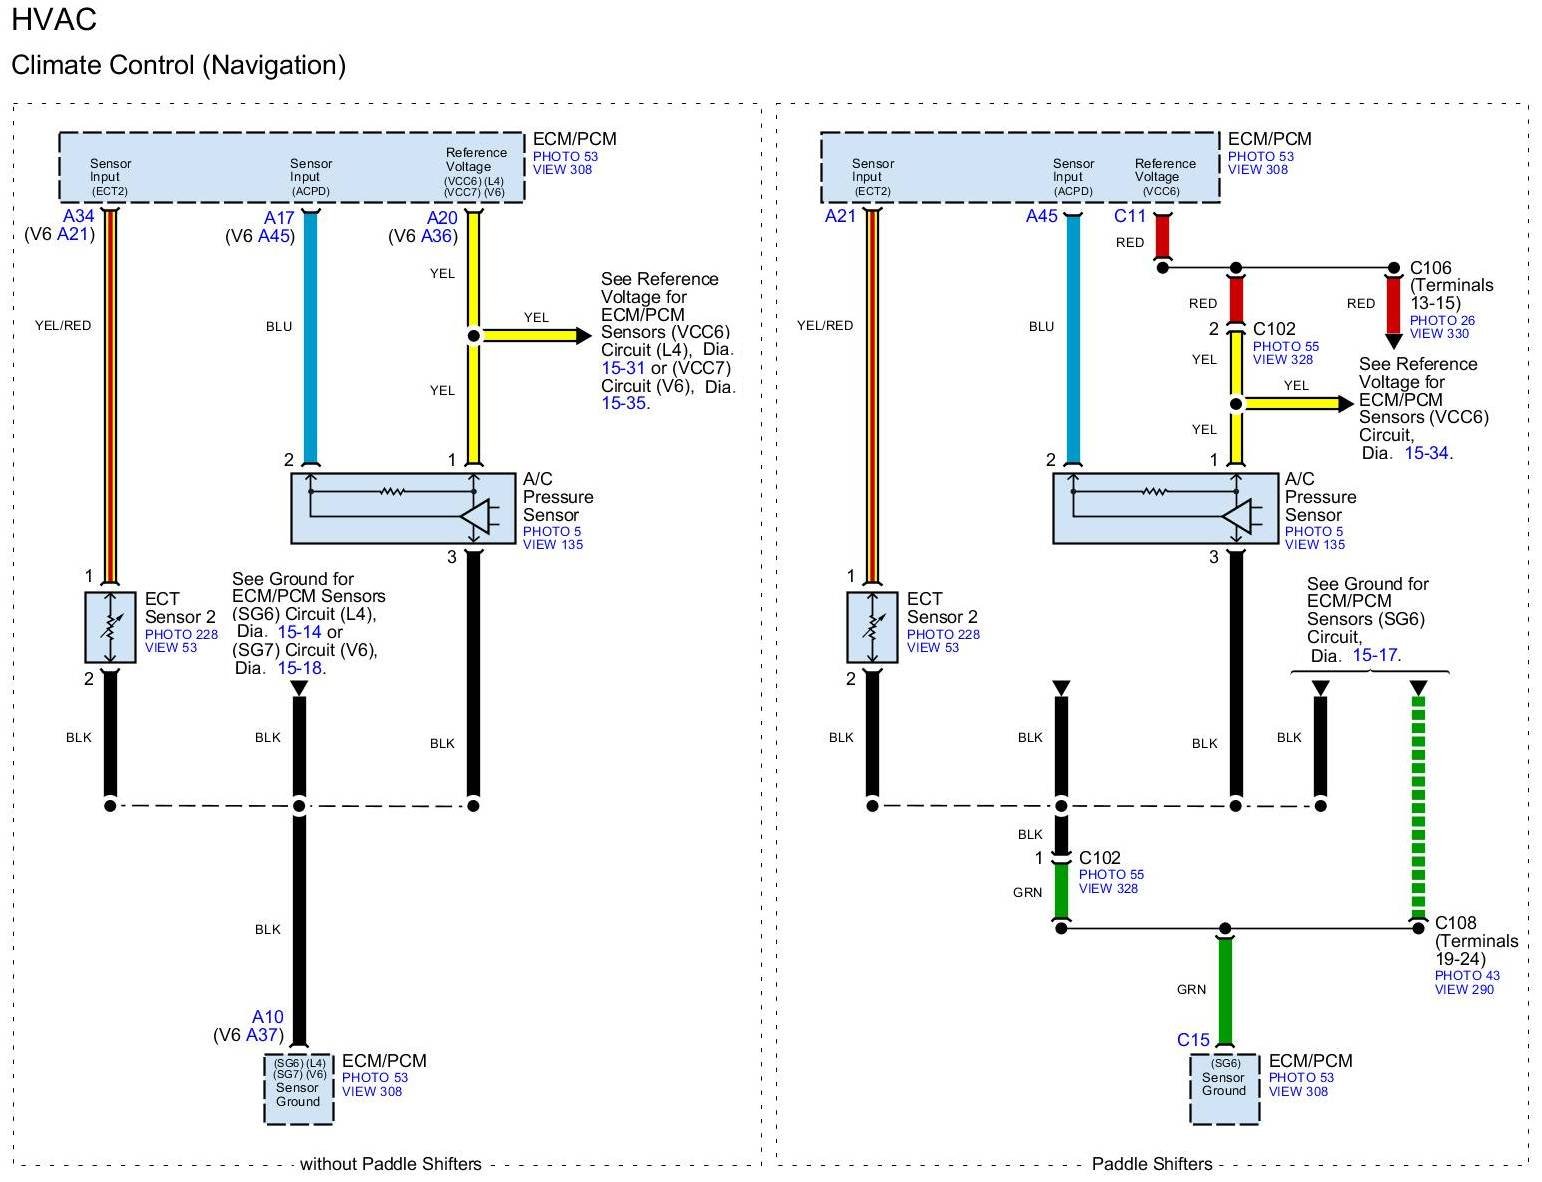 HVAC
Climate Control (Navigation)
Sensor
Input
(ECT2)
Sensor
Input
(ACPD)
Reference
Voltage
(VCC6) (L4)
(VCC7) (V6)
ECM/PCM
PHOTO 53
VIEW 308
A34
(V6 A21)
A17
(V6 A45)
A20
(V6 A36)
YEL
YEL/RED
BLU
YEL
YEL
See Reference
Voltage for
ECM/PCM
Sensors (VCC6)
Circuit (L4), Dia.
15-31 or (VCC7)
Circuit (V6), Dia.
15-35.
2
1
A/C
Pressure
Sensor
PHOTO 5
VIEW 135
3
1
ECT
Sensor 2
PHOTO 228
VIEW 53
2
See Ground for
ECM/PCM Sensors
(SG6) Circuit (L4),
Dia. 15-14 or
(SG7) Circuit (V6),
Dia. 15-18.
BLK
BLK
BLK
BLK
A10
(V6 A37)
(SG6) (L4)
(SG7) (V6)
Sensor
Ground
ECM/PCM
PHOTO 53
VIEW 308
without Paddle Shifters
Sensor
Input
(ECT2)
Sensor
Input
(ACPD)
Reference
Voltage
(VCC6)
ECM/PCM
PHOTO 53
VIEW 308
A21
A45
C11
RED
YEL/RED
BLU
RED
RED
C106
(Terminals
13-15)
PHOTO 26
VIEW 330
2
C102
PHOTO 55
VIEW 328
YEL
YEL
YEL
See Reference
Voltage for
ECM/PCM
Sensors (VCC6)
Circuit,
Dia. 15-34.
2
1
A/C
Pressure
Sensor
PHOTO 5
VIEW 135
3
1
ECT
Sensor 2
PHOTO 228
VIEW 53
2
See Ground for
ECM/PCM
Sensors (SG6)
Circuit,
Dia. 15-17.
BLK
BLK
BLK
BLK
BLK
1
C102
PHOTO 55
VIEW 328
GRN
C108
(Terminals
19-24)
PHOTO 43
VIEW 290
GRN
C15
(SG6)
Sensor
Ground
ECM/PCM
PHOTO 53
VIEW 308
Paddle Shifters